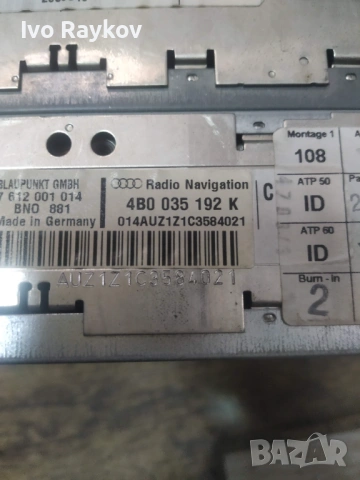 Ivo Raykov
BLAUPUNKT GMBH
7 612 001 014
BNO 881
Made in Germany
Radio Navigation
4B0 035 192 K
014AUZ1Z1C3584021
C
AUZ1Z1C3584021
Montage 1
108
ATP 50
ID
ATP 60
ID
Burn-in
2
BAZAR
bg